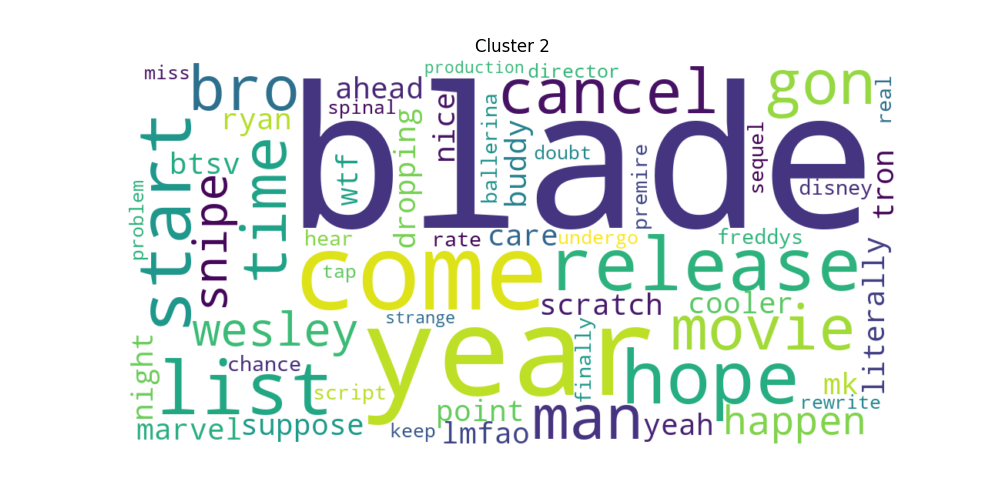 Cluster 2
miss
production
director
bro
ahead
cancel
gon
real
spinal
blade
nice
ballerina
ryan
dropping
buddy
start
wtf
doubt
sequel
btsv
time
premire
tron
disney
snipe
problem
hear
rate
care
undergo
release
freddys
come
tap
literally
scratch
cooler
strange
wesley
year
movie
finally
hope
night
chance
list
script
mk
rewrite
point
man
happen
marvel
suppose
keep
lmfao
yeah